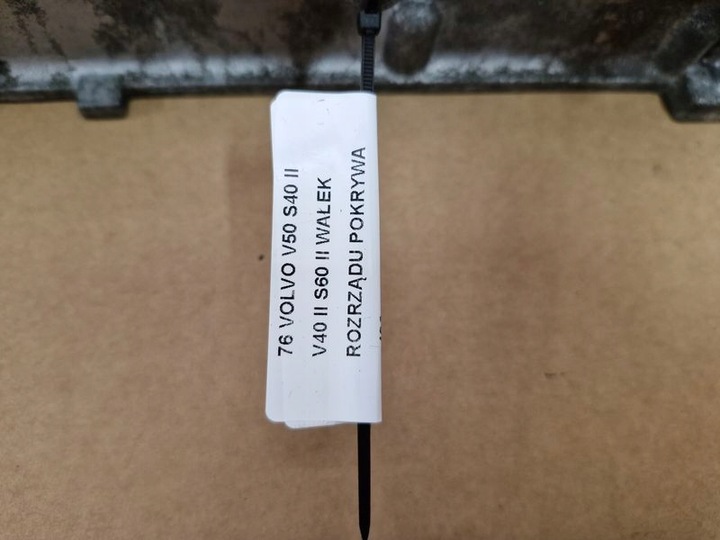 76 VOLVO V50 S40 II
V40 II S60 II WAŁEK
ROZRZĄDU POKRYWA